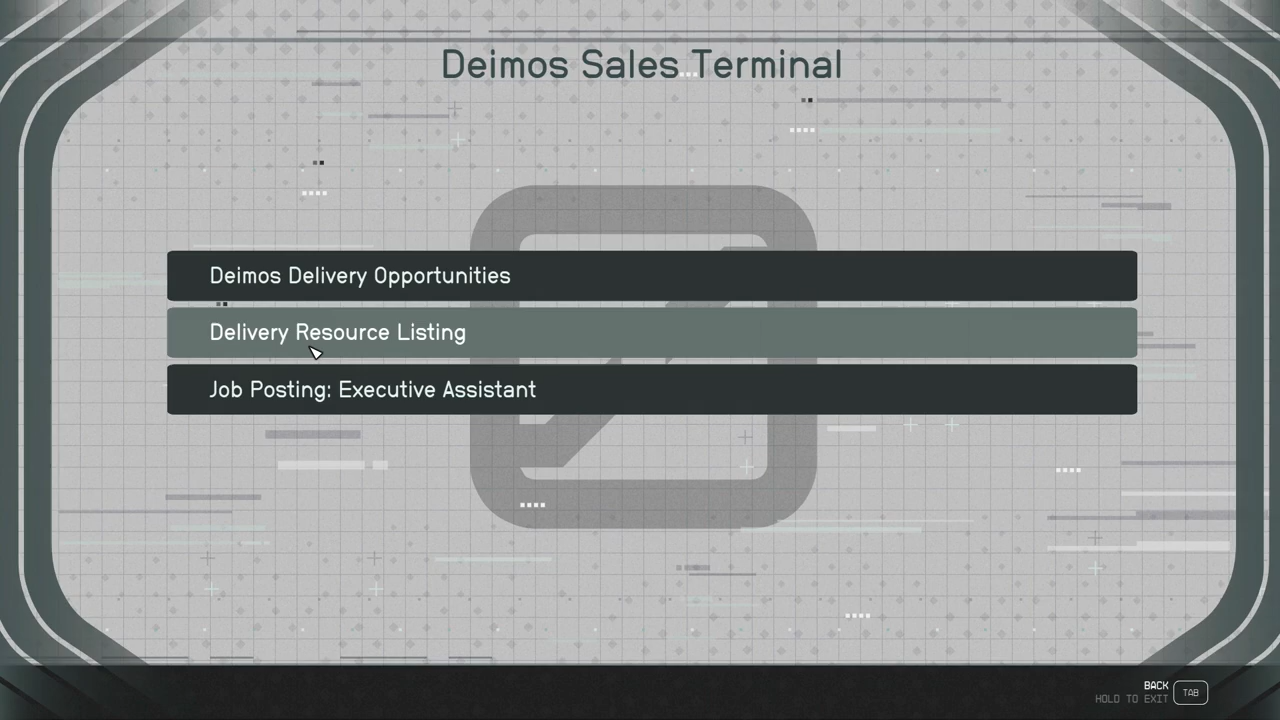 Deimos Sales Terminal
Deimos Delivery Opportunities
Delivery Resource Listing
Job Posting: Executive Assistant
BACK
HOLD TO EXIT
TAB